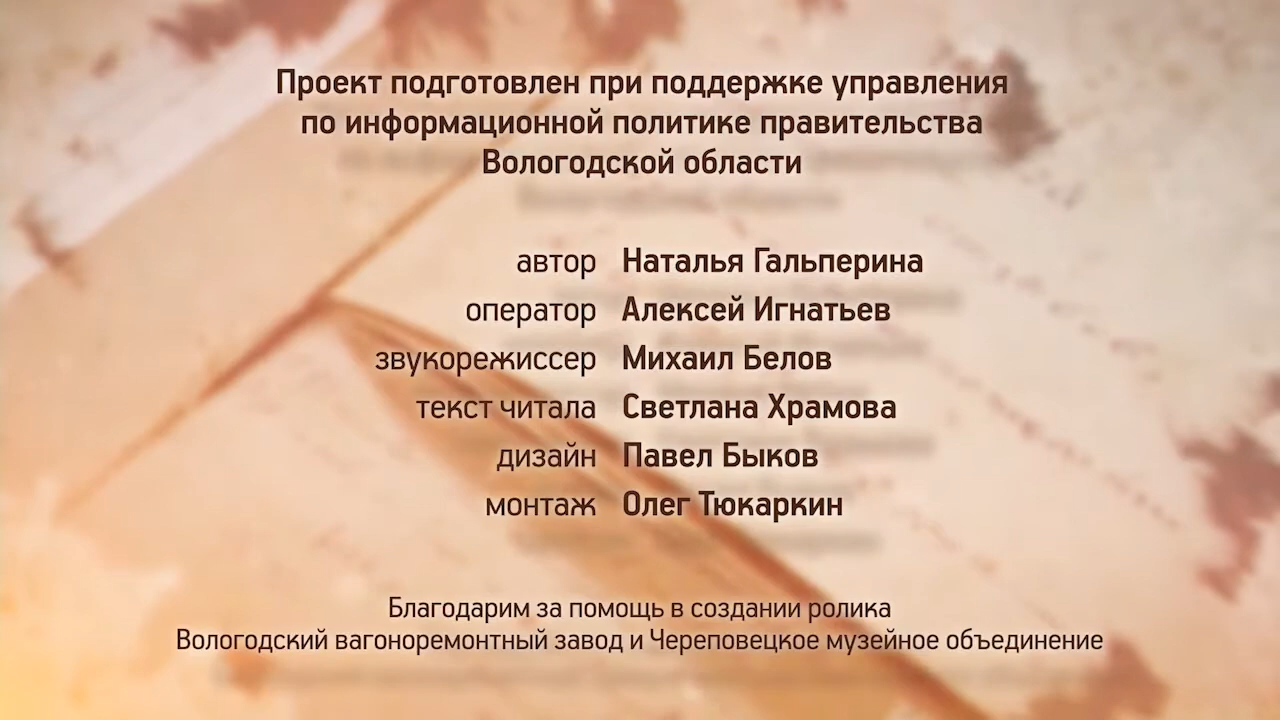 Проект подготовлен при поддержке управления
по информационной политике правительства
Вологодской области
автор Наталья Гальперина
оператор Алексей Игнатьев
звукорежиссер Михаил Белов
текст читала Светлана Храмова
дизайн Павел Быков
монтаж Олег Тюкаркин
Благодарим за помощь в создании ролика
Вологодский вагоноремонтный завод и Череповецкое музейное объединение